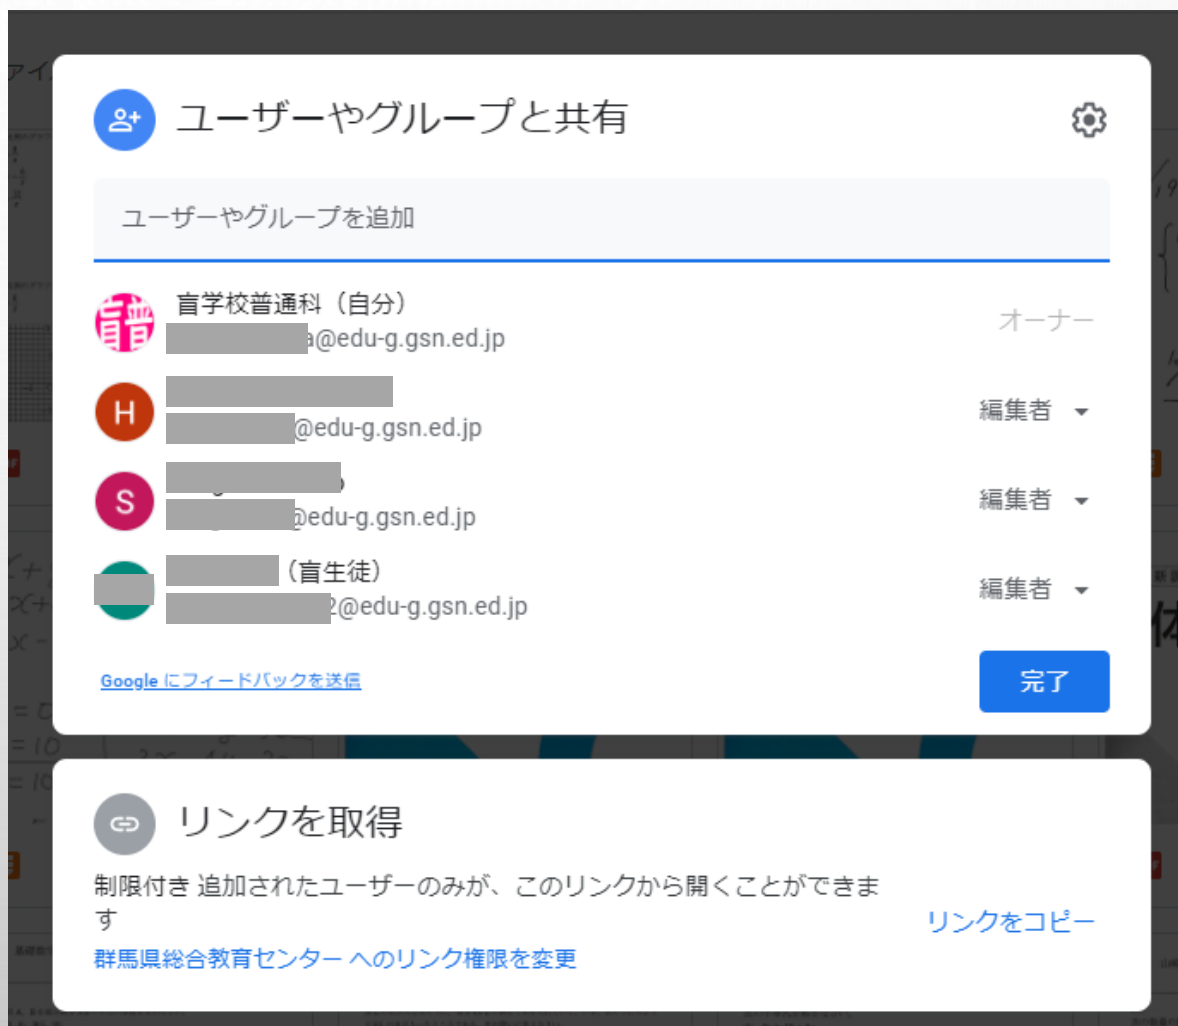 ユーザーやグループと共有
ユーザーやグループを追加
盲普
盲学校普通科（自分）
a@edu-g.gsn.ed.jp
オーナー
H
@edu-g.gsn.ed.jp
編集者
S
@edu-g.gsn.ed.jp
編集者
（盲生徒）
2@edu-g.gsn.ed.jp
編集者
Google にフィードバックを送信
完了
リンクを取得
制限付き 追加されたユーザーのみが、このリンクから開くことができま
す
リンクをコピー
群馬県総合教育センター へのリンク権限を変更